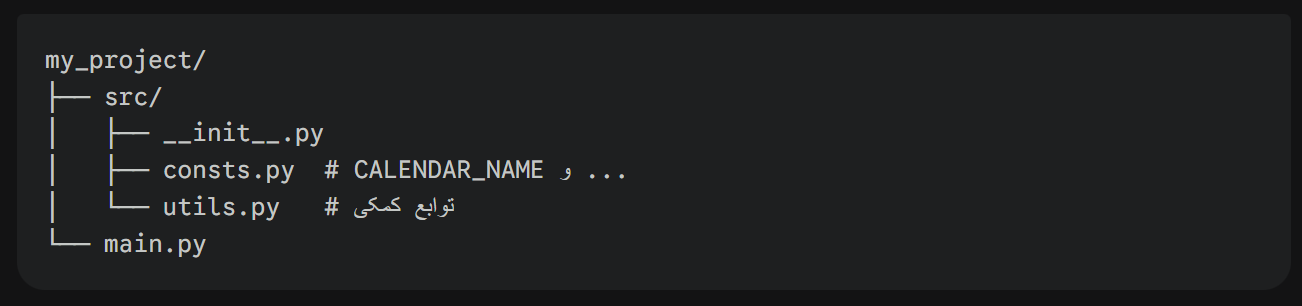 my_project/
├── src/
│   ├── __init__.py
│   ├── consts.py  # CALENDAR_NAME و ...
│   └── utils.py   # توابع کمکی
└── main.py